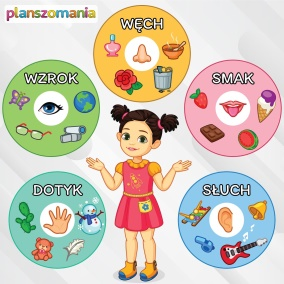 planszomania
WĘCH
WZROK
SMAK
DOTYK
SŁUCH